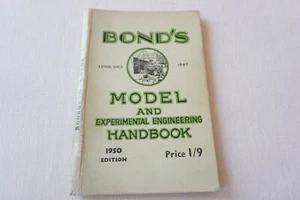 BOND'S
ESTABLISHED 1887
MODEL
AND
EXPERIMENTAL ENGINEERING
HANDBOOK
1950
EDITION
Price 1/9